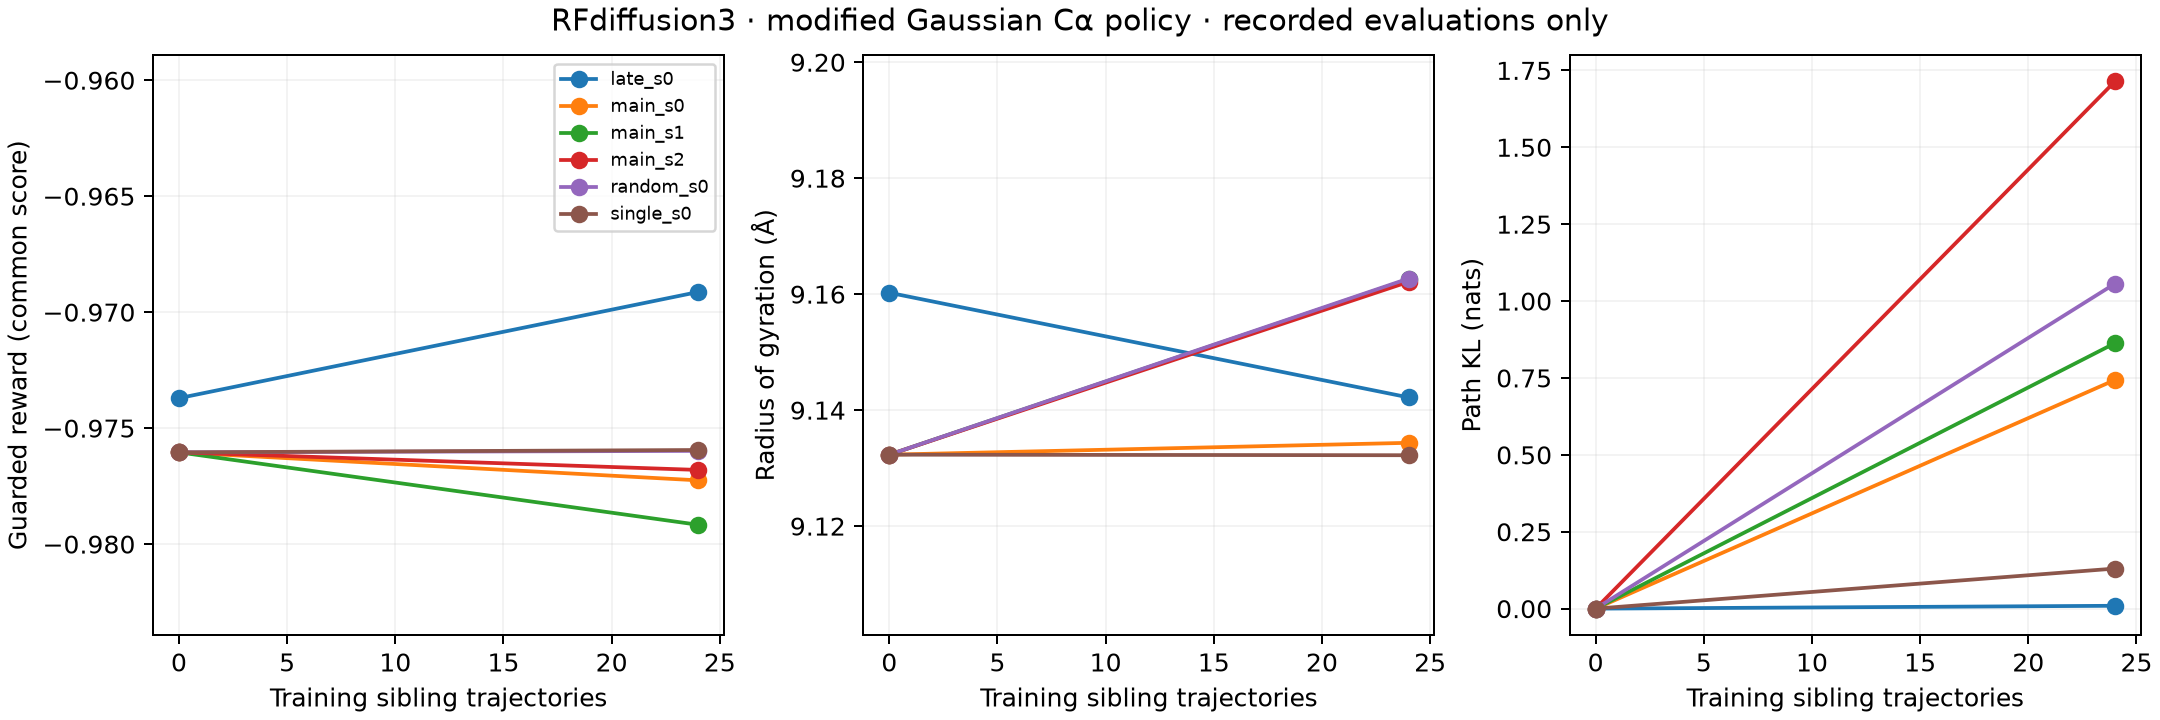 RFdiffusion3 · modified Gaussian Cα policy · recorded evaluations only
Guarded reward (common score)
−0.960
−0.965
−0.970
−0.975
−0.980
late_s0
main_s0
main_s1
main_s2
random_s0
single_s0
0 5 10 15 20 25
Training sibling trajectories
Radius of gyration (Å)
9.20
9.18
9.16
9.14
9.12
0 5 10 15 20 25
Training sibling trajectories
Path KL (nats)
1.75
1.50
1.25
1.00
0.75
0.50
0.25
0.00
0 5 10 15 20 25
Training sibling trajectories